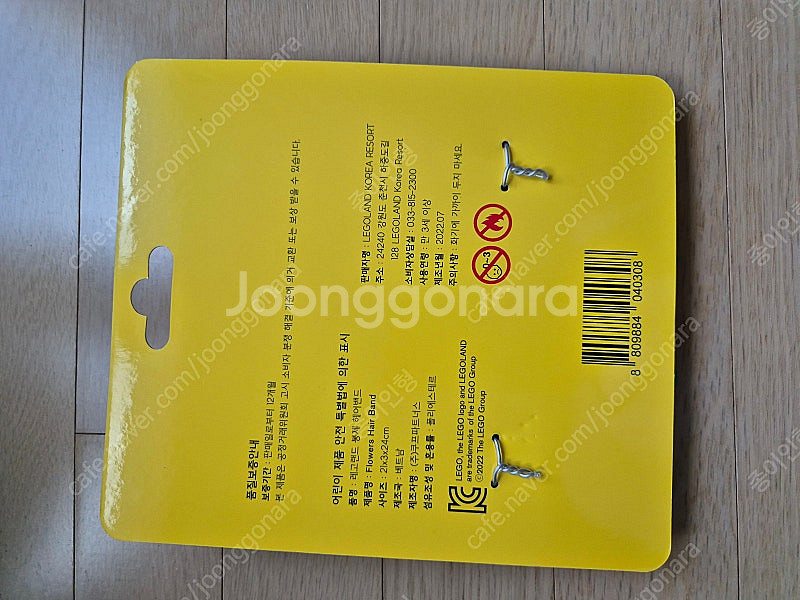 품질보증안내
보증기간 : 판매일로부터 12개월
본 제품은 공정거래위원회 고시 소비자 분쟁 해결 기준에 의거 교환 또는 보상 받을 수 있습니다.
어린이 제품 안전 특별법에 의한 표시
품명 : 레고랜드 봉제 헤어밴드
제품명 : Flowers Hair Band
사이즈 : 21x3x24cm
제조국 : 베트남
제조자명 : (주)쿠프파트너스
섬유조성 및 혼용률 : 폴리에스테르
판매자명 : LEGOLAND KOREA RESORT
주소 : 24240 강원도 춘천시 하중도길
128 LEGOLAND Korea Resort
소비자상담실 : 033-815-2300
사용연령 : 만 3세 이상
제조년월 : 2022.07
주의사항 : 화기에 가까이 두지 마세요.
0-3
KC
LEGO, the LEGO logo and LEGOLAND
are trademarks of the LEGO Group
©2022 The LEGO Group
8 809884 040308
Joonggonara
cafe.naver.com/joonggonara